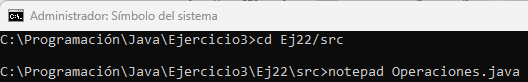 Administrador: Símbolo del sistema
C:\Programación\Java\Ejercicio3>cd Ej22/src
C:\Programación\Java\Ejercicio3\Ej22\src>notepad Operaciones.java